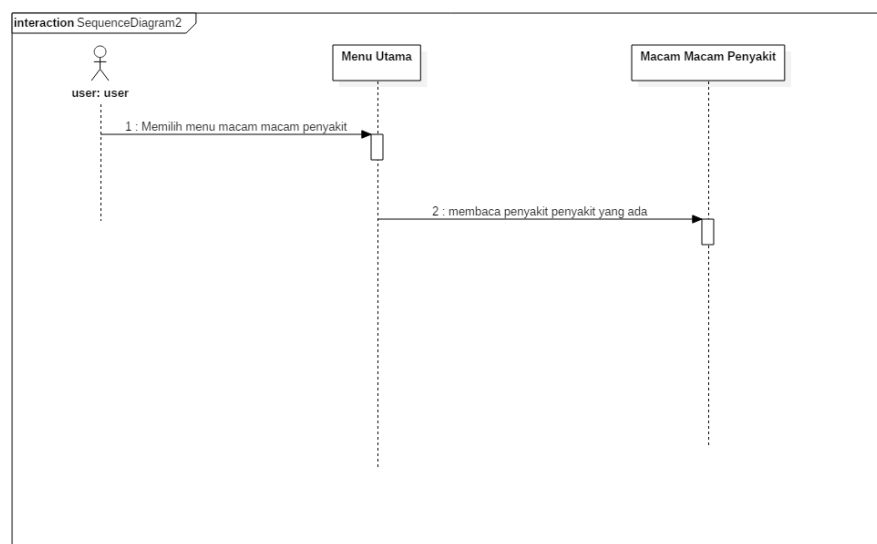 interaction SequenceDiagram2
user: user
Menu Utama
Macam Macam Penyakit
1 : Memilih menu macam macam penyakit
2 : membaca penyakit penyakit yang ada